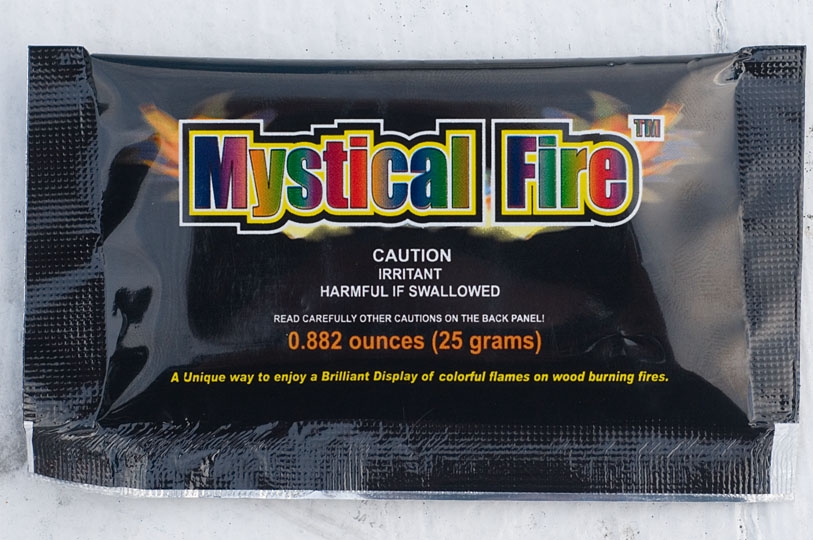 Mystical Fire™
CAUTION
IRRITANT
HARMFUL IF SWALLOWED
READ CAREFULLY OTHER CAUTIONS ON THE BACK PANEL!
0.882 ounces (25 grams)
A Unique way to enjoy a Brilliant Display of colorful flames on wood burning fires.